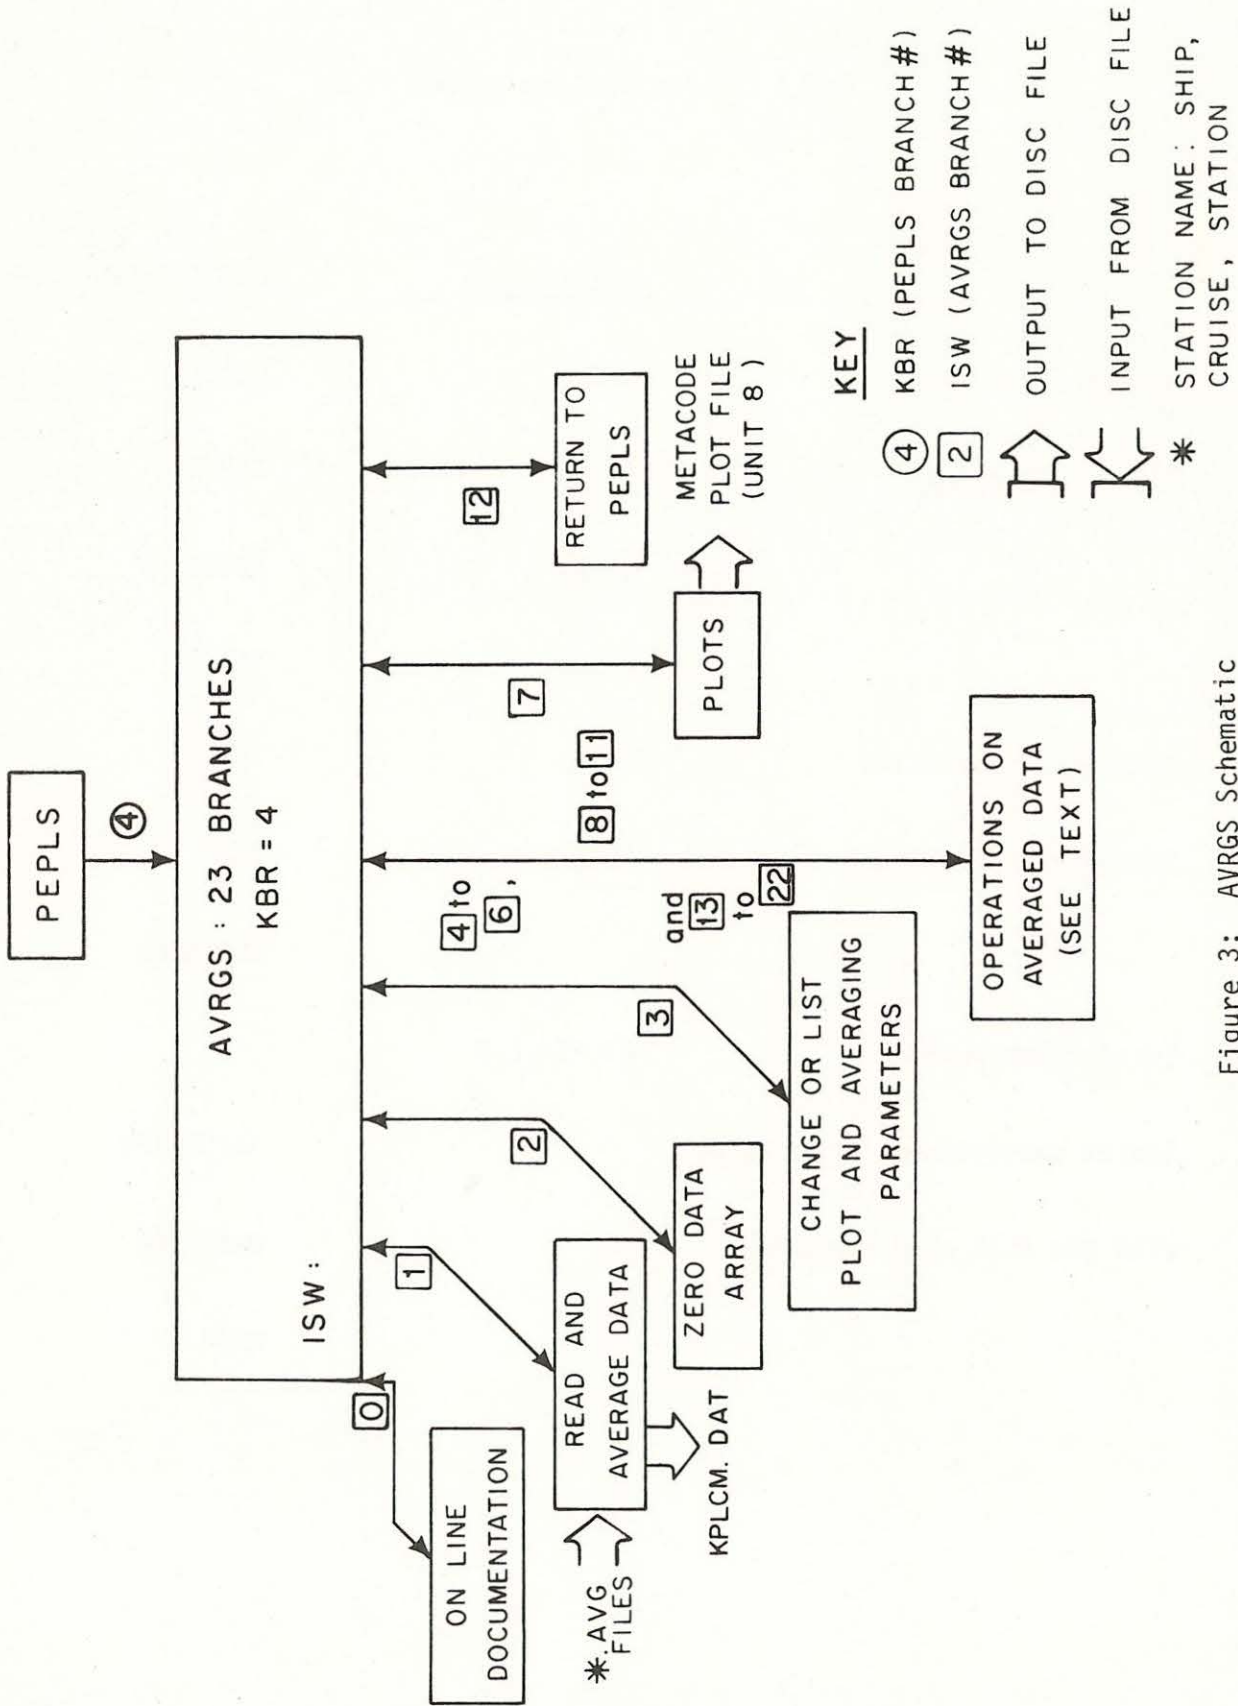 PEPLS
4
AVRGS : 23 BRANCHES
KBR = 4
ISW :
0
1
2
3
4 to
6 ,
8 to 11
and
13
to 22
7
12
ON LINE
DOCUMENTATION
*.AVG
FILES
READ AND
AVERAGE DATA
KPLCM. DAT
ZERO DATA
ARRAY
CHANGE OR LIST
PLOT AND AVERAGING
PARAMETERS
OPERATIONS ON
AVERAGED DATA
(SEE TEXT)
PLOTS
METACODE
PLOT FILE
(UNIT 8 )
RETURN TO
PEPLS
KEY
4 KBR (PEPLS BRANCH #)
2 ISW (AVRGS BRANCH #)
OUTPUT TO DISC FILE
INPUT FROM DISC FILE
* STATION NAME : SHIP,
CRUISE, STATION
Figure 3: AVRGS Schematic